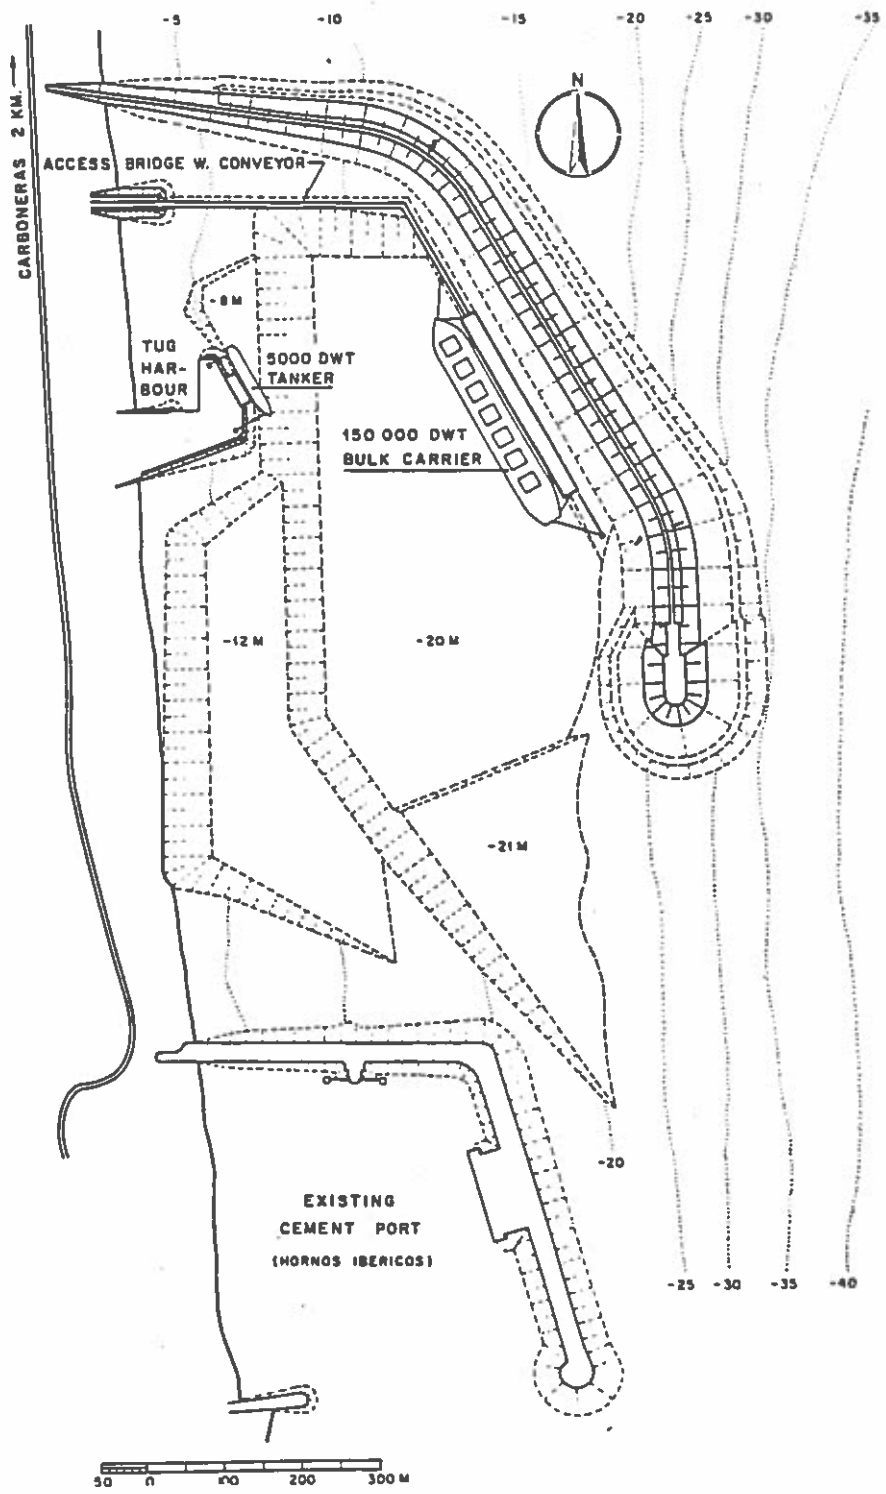 -5 -10 -15 -20 -25 -30 -35
N
CARBONERAS 2 KM.
ACCESS BRIDGE W. CONVEYOR
TUG
HAR-
BOUR
5000 DWT
TANKER
150 000 DWT
BULK CARRIER
-12 M
-20 M
-21 M
-20
EXISTING
CEMENT PORT
(HORNOS IBERICOS)
-25 -30 -35 -40
50 0 100 200 300 M